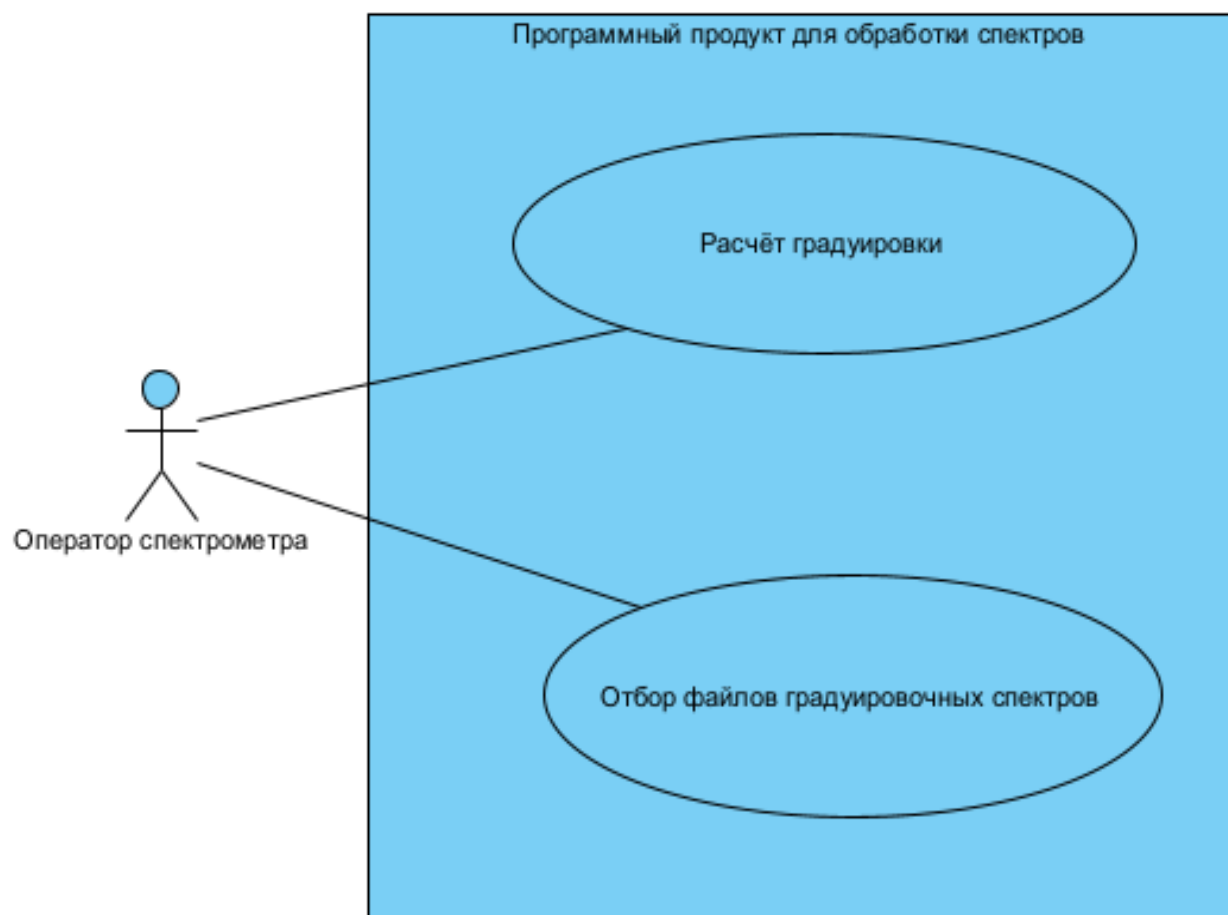 Программный продукт для обработки спектров
Расчёт градуировки
Оператор спектрометра
Отбор файлов градуировочных спектров